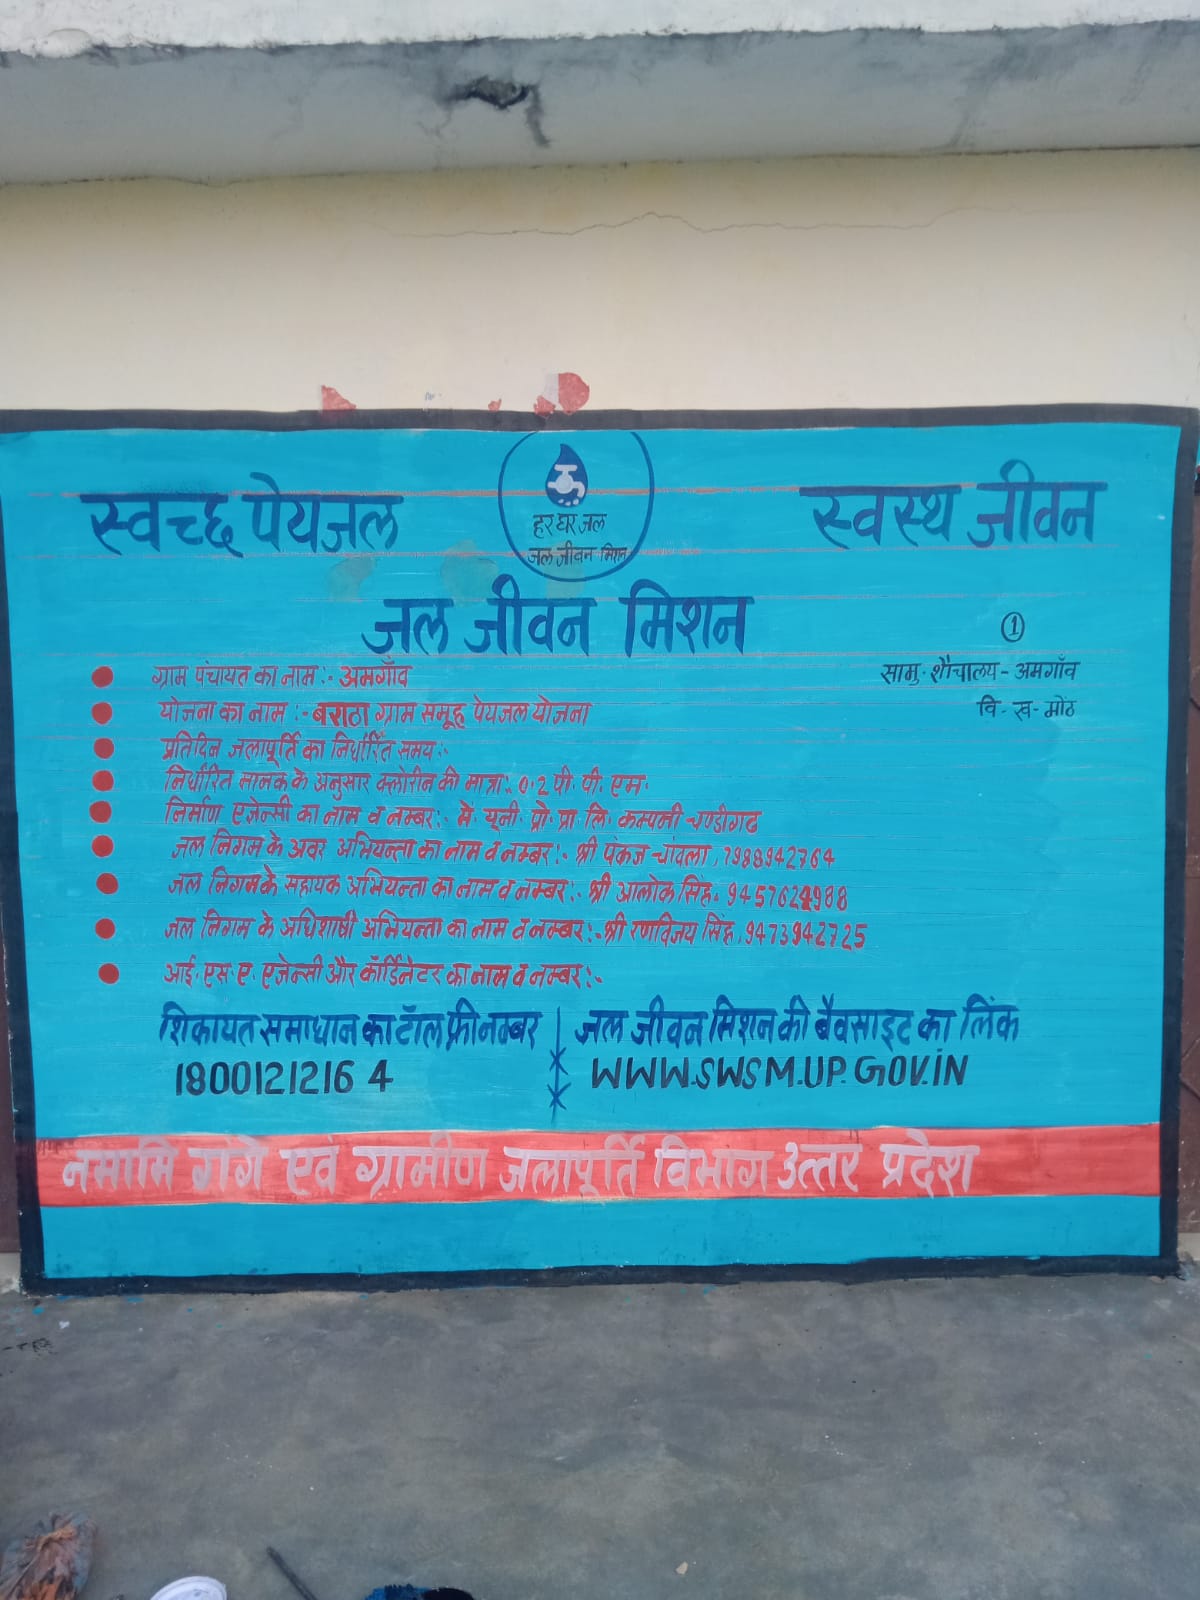 स्वच्छ पेयजल
हर घर जल
जल जीवन मिशन
स्वस्थ जीवन
जल जीवन मिशन
1
सामु. शौचालय - अमगाँव
वि - ख - मोंठ
ग्राम पंचायत का नाम :- अमगाँव
योजना का नाम :- बराठा ग्राम समूह पेयजल योजना
प्रतिदिन जलापूर्ति का निर्धारित समय:-
निर्धारित मानक के अनुसार क्लोरीन की मात्रा:. 0.2 पी. पी. एम.
निर्माण एजेन्सी का नाम व नम्बर:- मे. यूनी. प्रो. प्रा. लि. कम्पनी चण्डीगढ
जल निगम के अवर अभियन्ता का नाम व नम्बर:- श्री पंकज चांवला. 7988942764
जल निगम के सहायक अभियन्ता का नाम व नम्बर:- श्री आलोक सिंह.
जल निगम के अधिशाषी अभियन्ता का नाम व नम्बर:- श्री रणविजय सिंह. 9473942725
आई. एस. ए. एजेन्सी और कॉर्डिनेटर का नाल व नम्बर:-
शिकायत समाधान का टॉल फ्री नम्बर
18001212164
जल जीवन मिशन की बैवसाइट का लिंक
WWW.SWSM.UP.GOV.iN
नमामि गंगे एवं ग्रामीण जलापूर्ति विभाग उत्तर प्रदेश